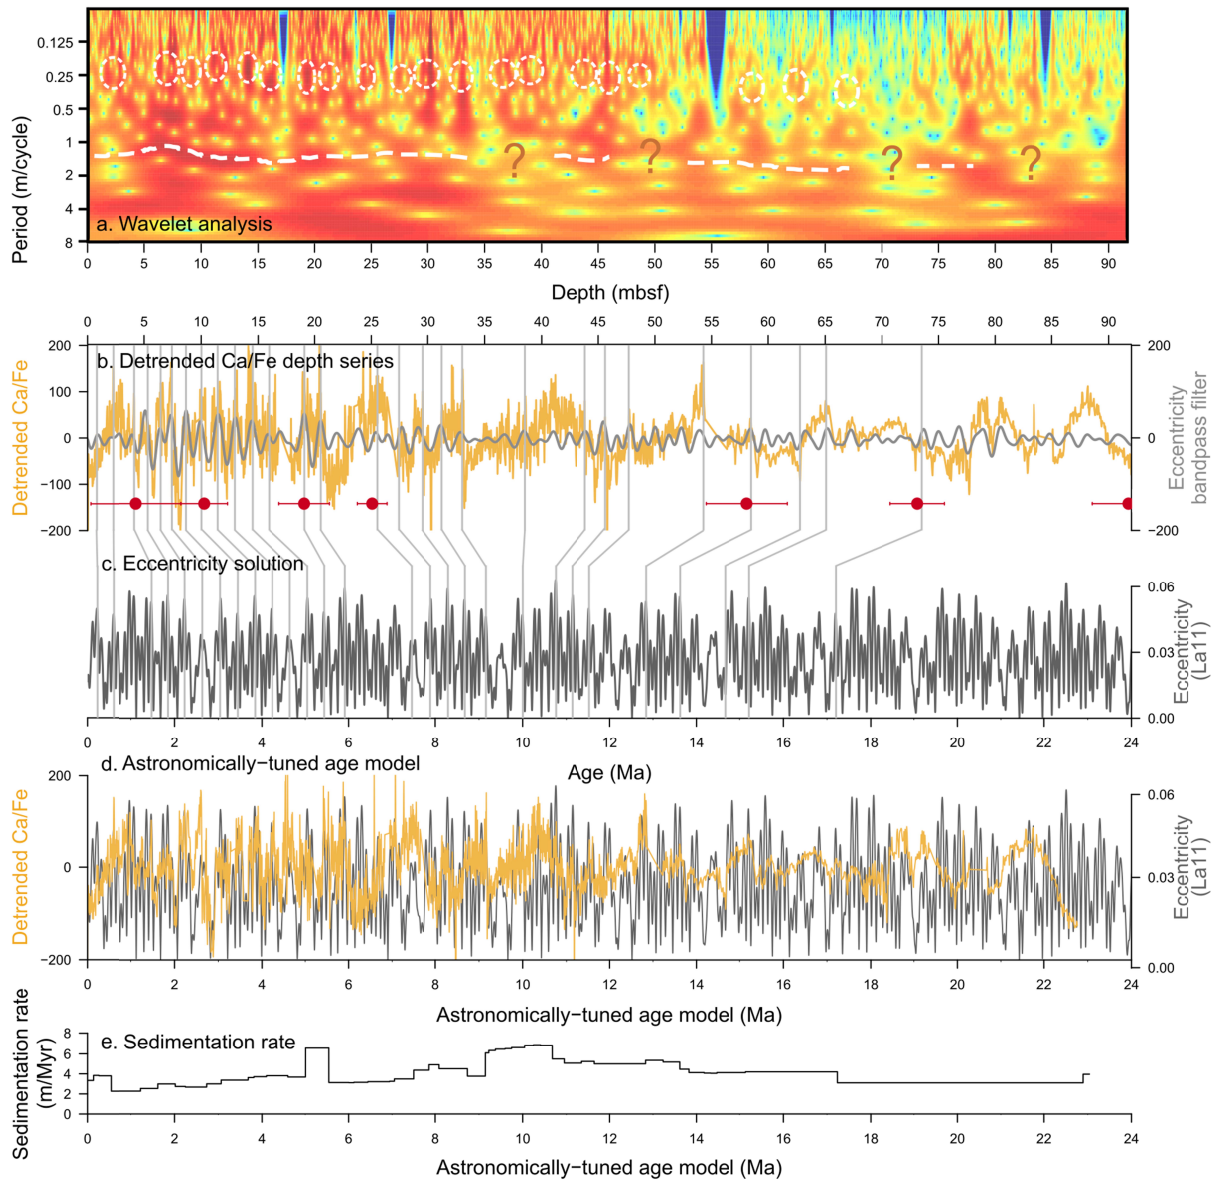 0.125
0.25
0.5
1
2
4
8
Period (m/cycle)
? ? ? ?
a. Wavelet analysis
0 5 10 15 20 25 30 35 40 45 50 55 60 65 70 75 80 85 90
Depth (mbsf)
0 5 10 15 20 25 30 35 40 45 50 55 60 65 70 75 80 85 90
b. Detrended Ca/Fe depth series
200
100
0
−100
−200
Detrended Ca/Fe
200
0
−200
Eccentricity
bandpass filter
c. Eccentricity solution
0.06
0.03
0.00
Eccentricity
(La11)
0 2 4 6 8 10 12 14 16 18 20 22 24
Age (Ma)
d. Astronomically−tuned age model
200
0
−200
Detrended Ca/Fe
0.06
0.03
0.00
Eccentricity
(La11)
0 2 4 6 8 10 12 14 16 18 20 22 24
Astronomically−tuned age model (Ma)
e. Sedimentation rate
8
6
4
2
0
Sedimentation rate
(m/Myr)
0 2 4 6 8 10 12 14 16 18 20 22 24
Astronomically−tuned age model (Ma)